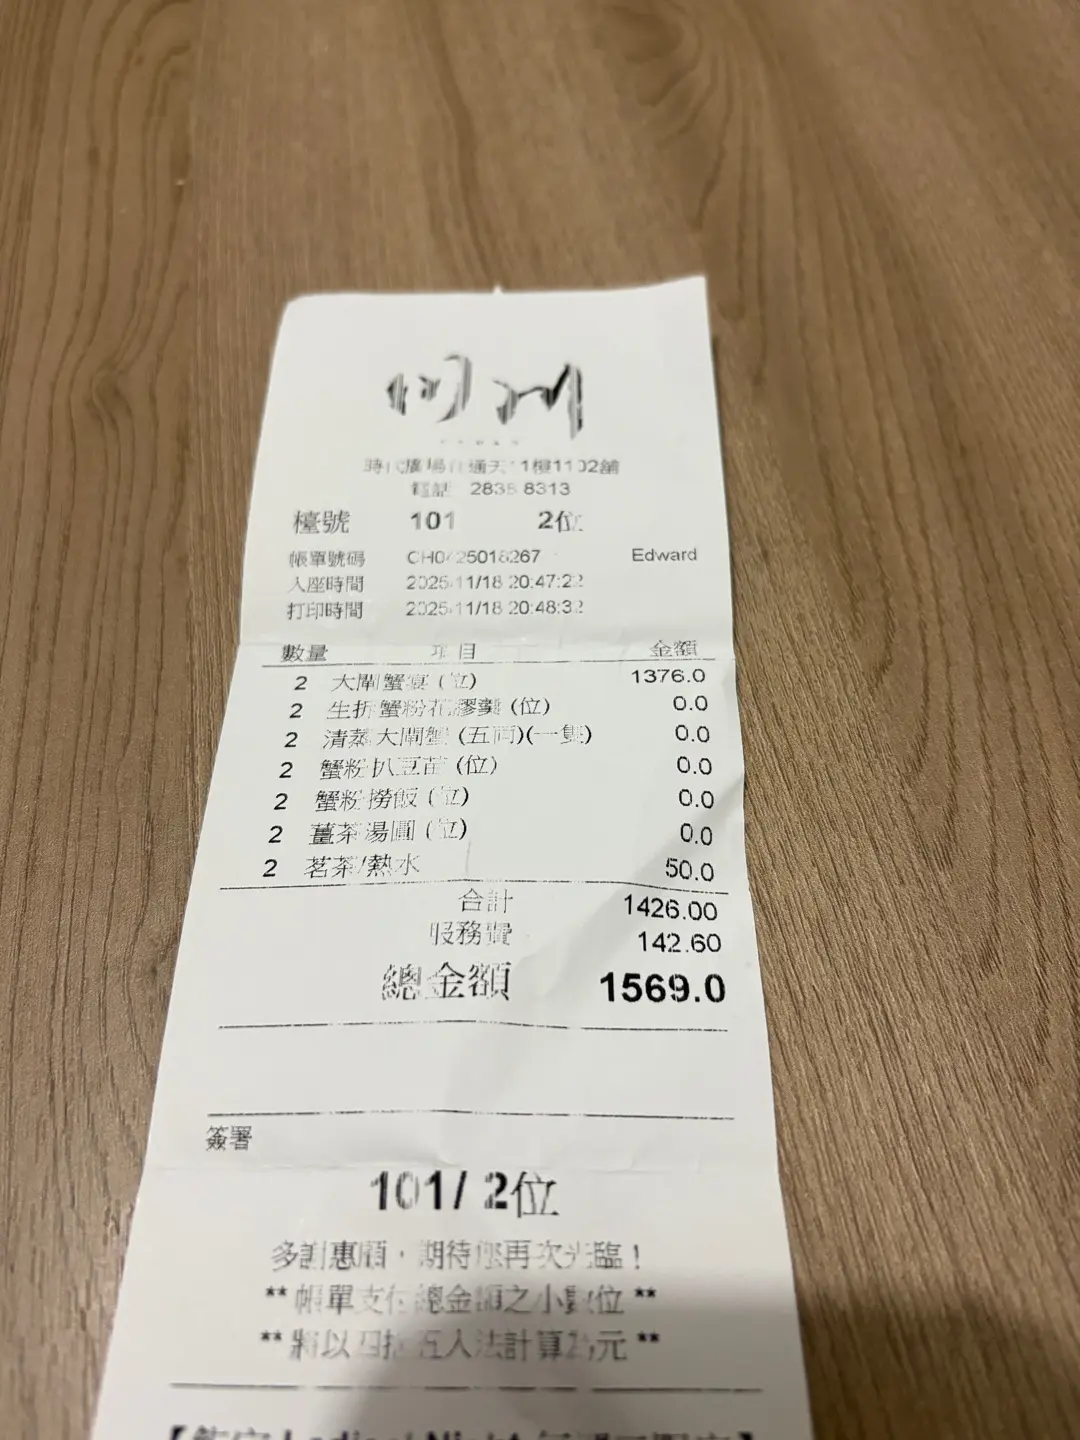 時代廣場食通天11樓1102舖
電話 2838 8313
檯號 101 2位
帳單號碼 CH0425018267 Edward
入座時間 2025/11/18 20:47:22
打印時間 2025/11/18 20:48:32
數量 項目 金額
2 大閘蟹宴 (位) 1376.0
2 生拆蟹粉花膠羹 (位) 0.0
2 清蒸大閘蟹 (五両)(一隻) 0.0
2 蟹粉扒豆苗 (位) 0.0
2 蟹粉撈飯 (位) 0.0
2 薑茶湯圓 (位) 0.0
2 茗茶/熱水 50.0
合計 1426.00
服務費 142.60
總金額 1569.0
簽署
101/ 2位
多謝惠顧，期待您再次光臨！
** 帳單支付總金額之小數位 **
** 將以四捨五入法計算為元 **
Ladies' Night